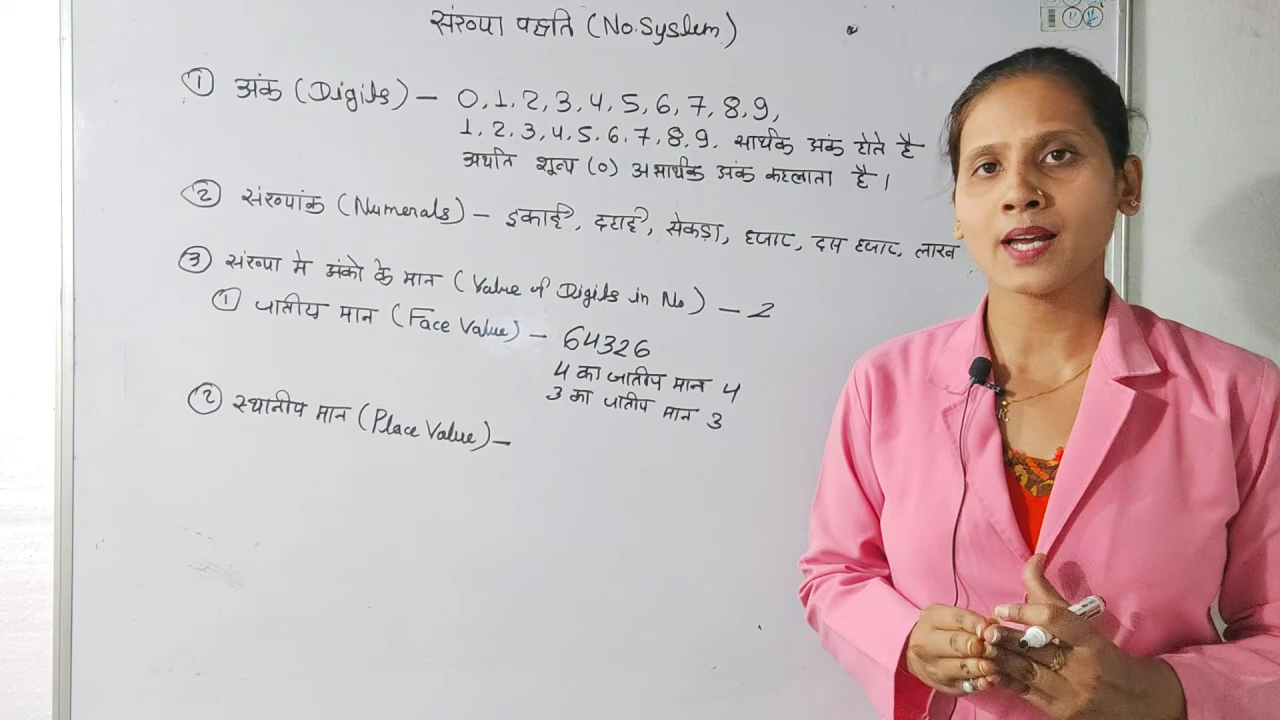 संख्या पद्धति (No. System)
① अंक (Digits) – 0, 1, 2, 3, 4, 5, 6, 7, 8, 9,
1, 2, 3, 4, 5, 6, 7, 8, 9, सार्थक अंक होते है
अर्थात शून्य (0) असार्थक अंक कहलाता है।
② संख्यांक (Numerals) – इकाई, दहाई, सेकड़ा, हजार, दस हजार, लाख
③ संख्या मे अंको के मान (Value of Digits in No) – 2
① जातीय मान (Face Value) – 64326
4 का जातीय मान 4
3 का जातीय मान 3
② स्थानीय मान (Place Value) –